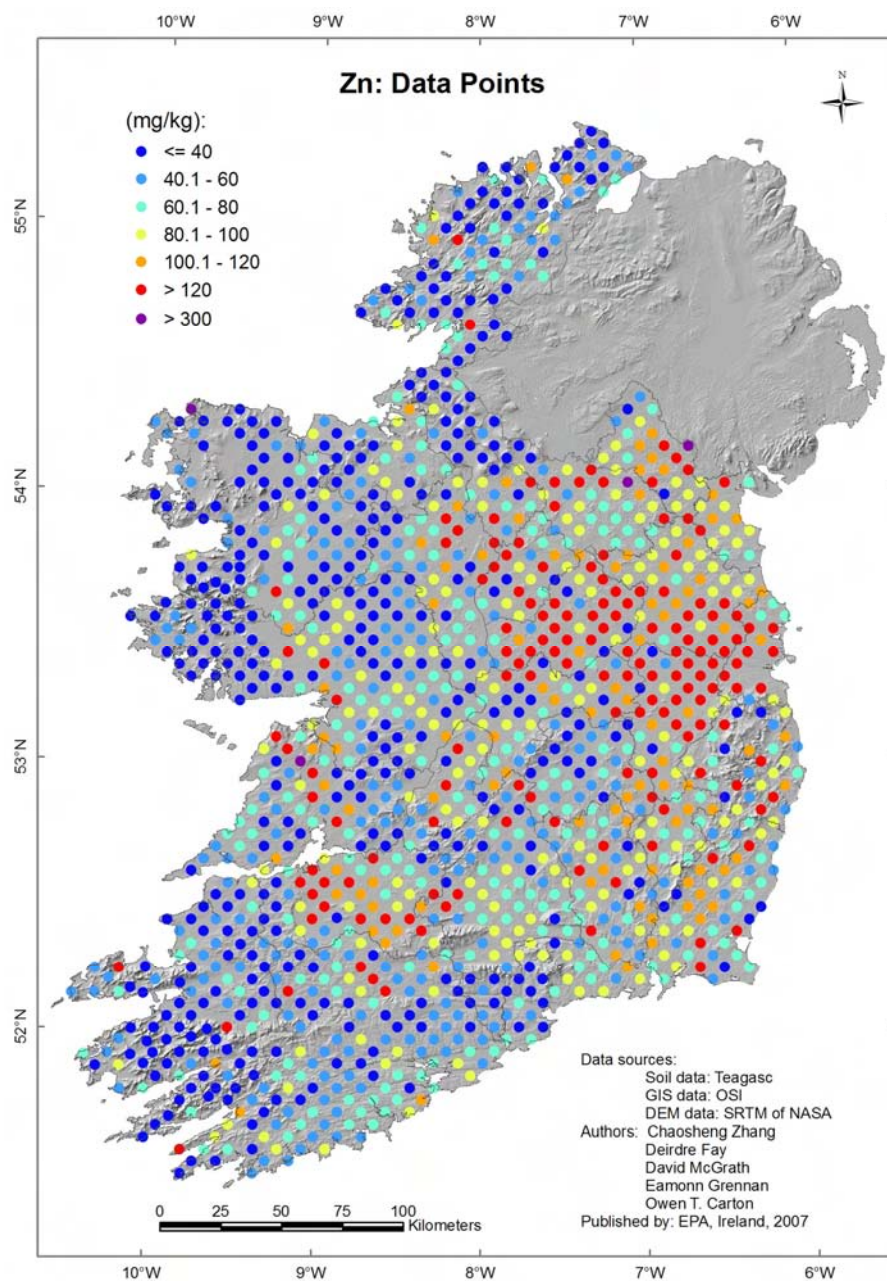 10°W 9°W 8°W 7°W 6°W
Zn: Data Points
N
(mg/kg):
<= 40
40.1 - 60
60.1 - 80
80.1 - 100
100.1 - 120
> 120
> 300
55°N
54°N
53°N
52°N
Data sources:
Soil data: Teagasc
GIS data: OSI
DEM data: SRTM of NASA
Authors: Chaosheng Zhang
Deirdre Fay
David McGrath
Eamonn Grennan
Owen T. Carton
Published by: EPA, Ireland, 2007
0 25 50 75 100
Kilometers
10°W 9°W 8°W 7°W 6°W